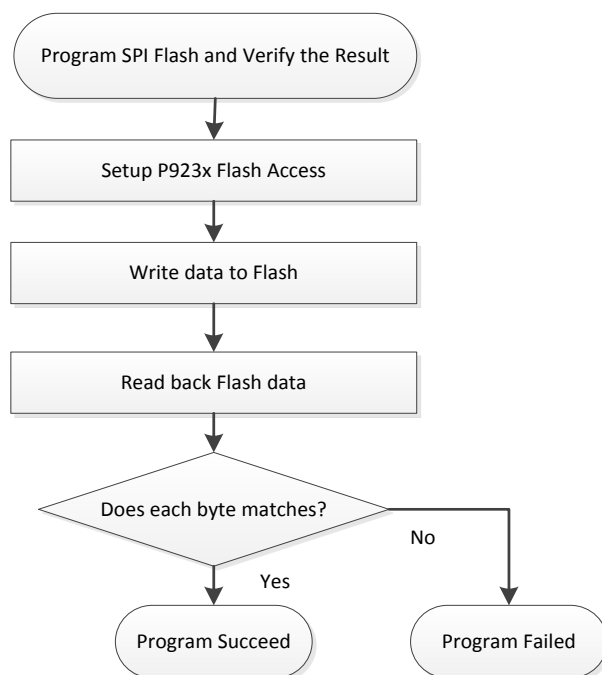 Program SPI Flash and Verify the Result
Setup P923x Flash Access
Write data to Flash
Read back Flash data
Does each byte matches?
No
Yes
Program Succeed
Program Failed